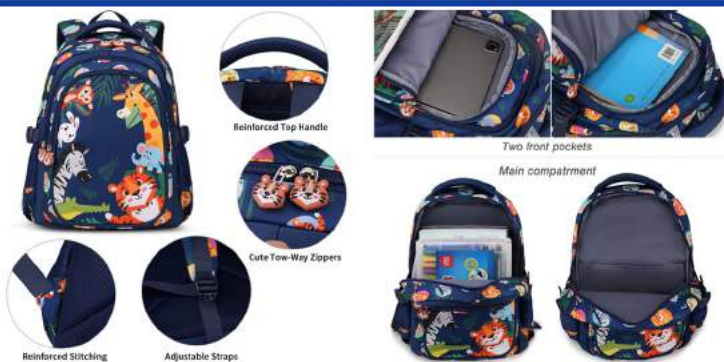 Reinforced Top Handle
Cute Tow-Way Zippers
Reinforced Stitching
Adjustable Straps
Two front pockets
Main compatrment